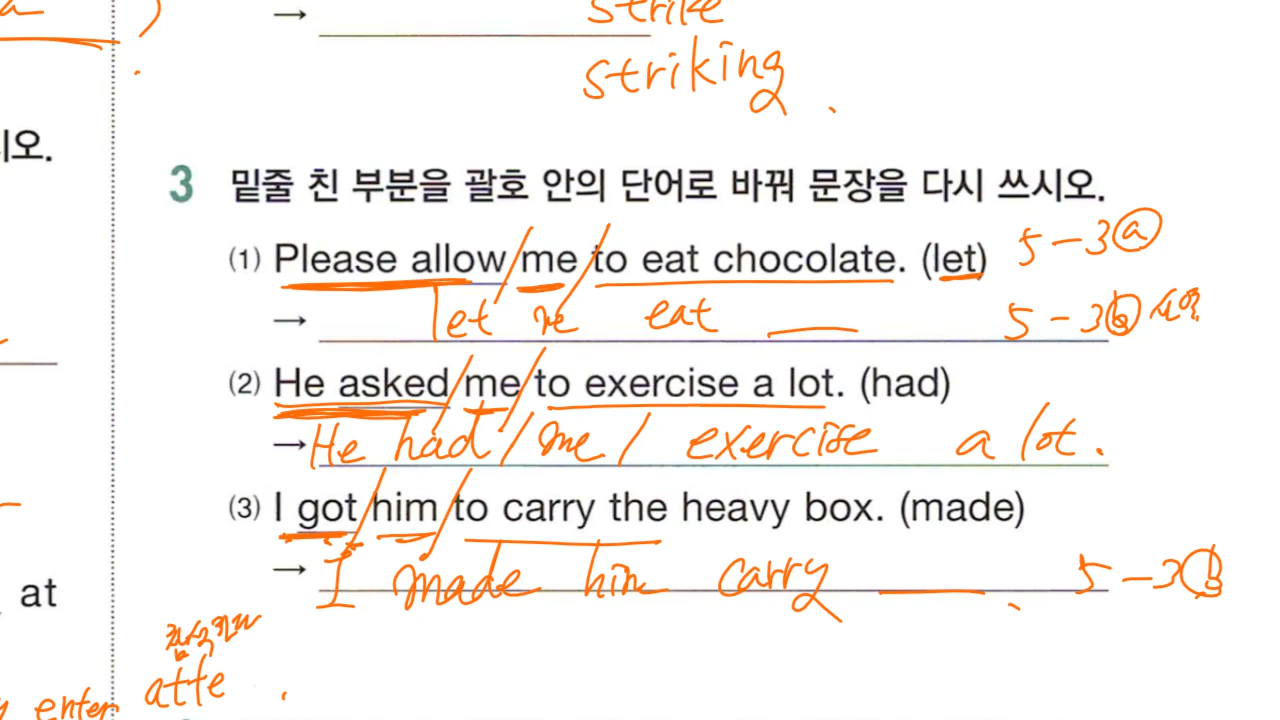 → strike
striking.
시오.
3 밑줄 친 부분을 괄호 안의 단어로 바꿔 문장을 다시 쓰시오.
(1) Please allow me to eat chocolate. (let) 5-3ⓐ
→ let me eat 5-3ⓑ
(2) He asked me to exercise a lot. (had)
→ He had / me / exercise a lot.
(3) I got him to carry the heavy box. (made)
→ I made him carry . 5-3ⓑ
at
enter atte .